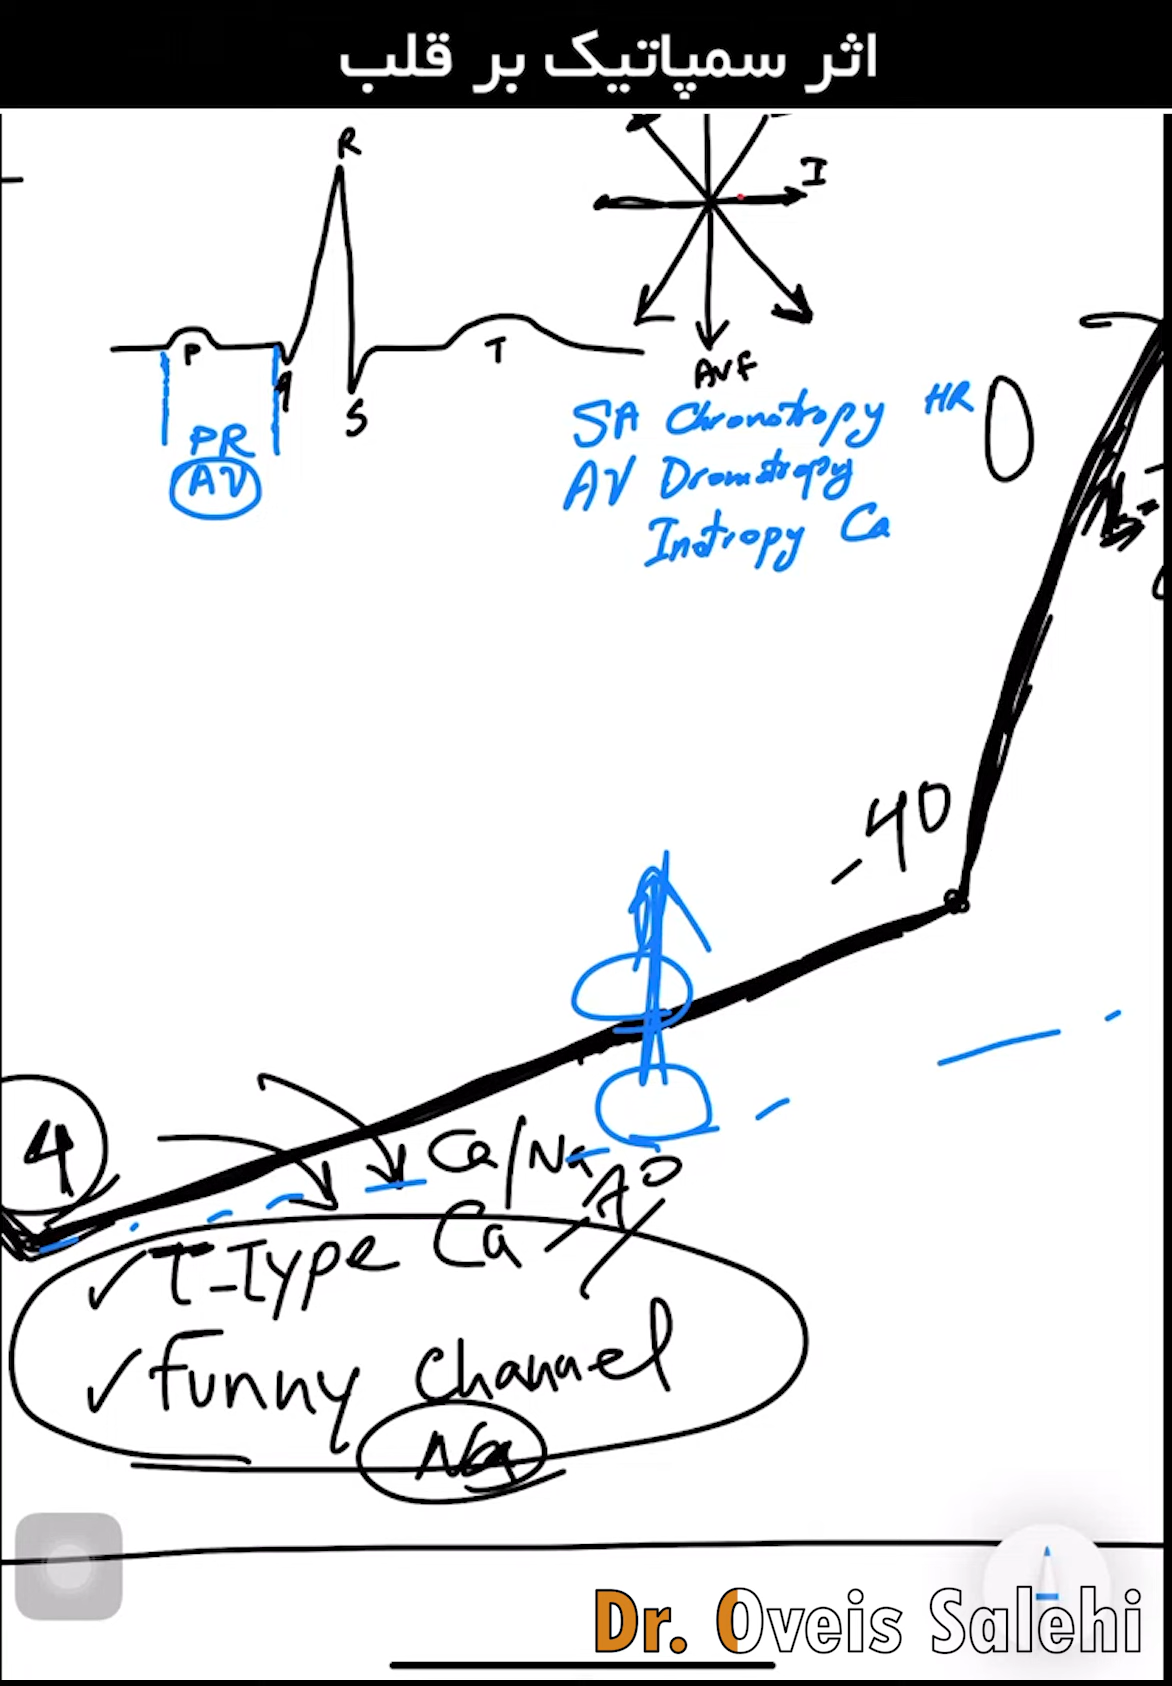 اثر سمپاتیک بر قلب
R
I
P
T
q
S
AVF
PR
AV
SA Chronotropy HR
AV Dromotropy
Inotropy Ca
-40
4
Ca/Na
✓ T-Type Ca
✓ Funny Channel
Na
Dr. Oveis Salehi